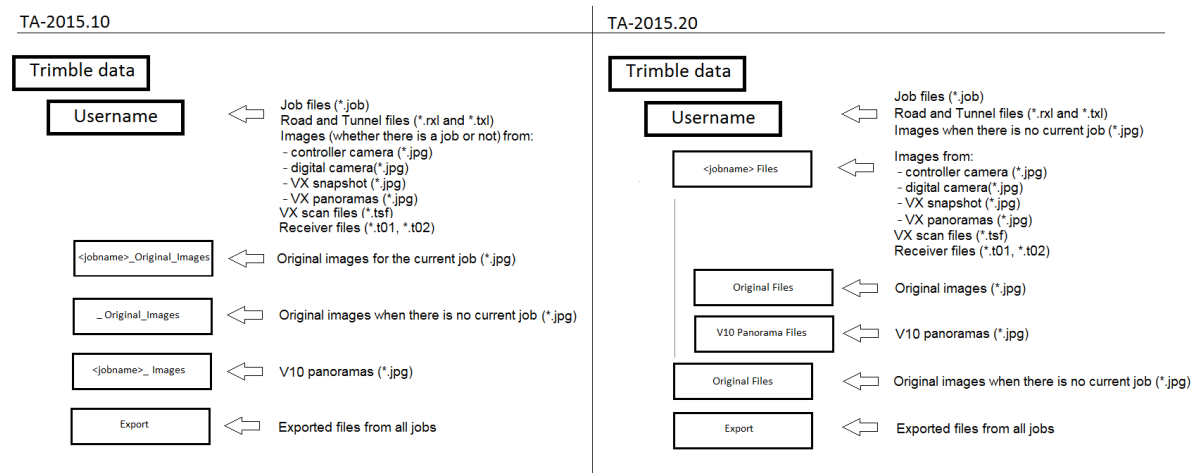 TA-2015.10
Trimble data
Username
Job files (*.job)
Road and Tunnel files (*.rxl and *.txl)
Images (whether there is a job or not) from:
- controller camera (*.jpg)
- digital camera(*.jpg)
- VX snapshot (*.jpg)
- VX panoramas (*.jpg)
VX scan files (*.tsf)
Receiver files (*.t01, *.t02)
<jobname>_Original_Images
Original images for the current job (*.jpg)
_ Original_Images
Original images when there is no current job (*.jpg)
<jobname>_ Images
V10 panoramas (*.jpg)
Export
Exported files from all jobs
TA-2015.20
Trimble data
Username
Job files (*.job)
Road and Tunnel files (*.rxl and *.txl)
Images when there is no current job (*.jpg)
<jobname> Files
Images from:
- controller camera (*.jpg)
- digital camera(*.jpg)
- VX snapshot (*.jpg)
- VX panoramas (*.jpg)
VX scan files (*.tsf)
Receiver files (*.t01, *.t02)
Original Files
Original images (*.jpg)
V10 Panorama Files
V10 panoramas (*.jpg)
Original Files
Original images when there is no current job (*.jpg)
Export
Exported files from all jobs